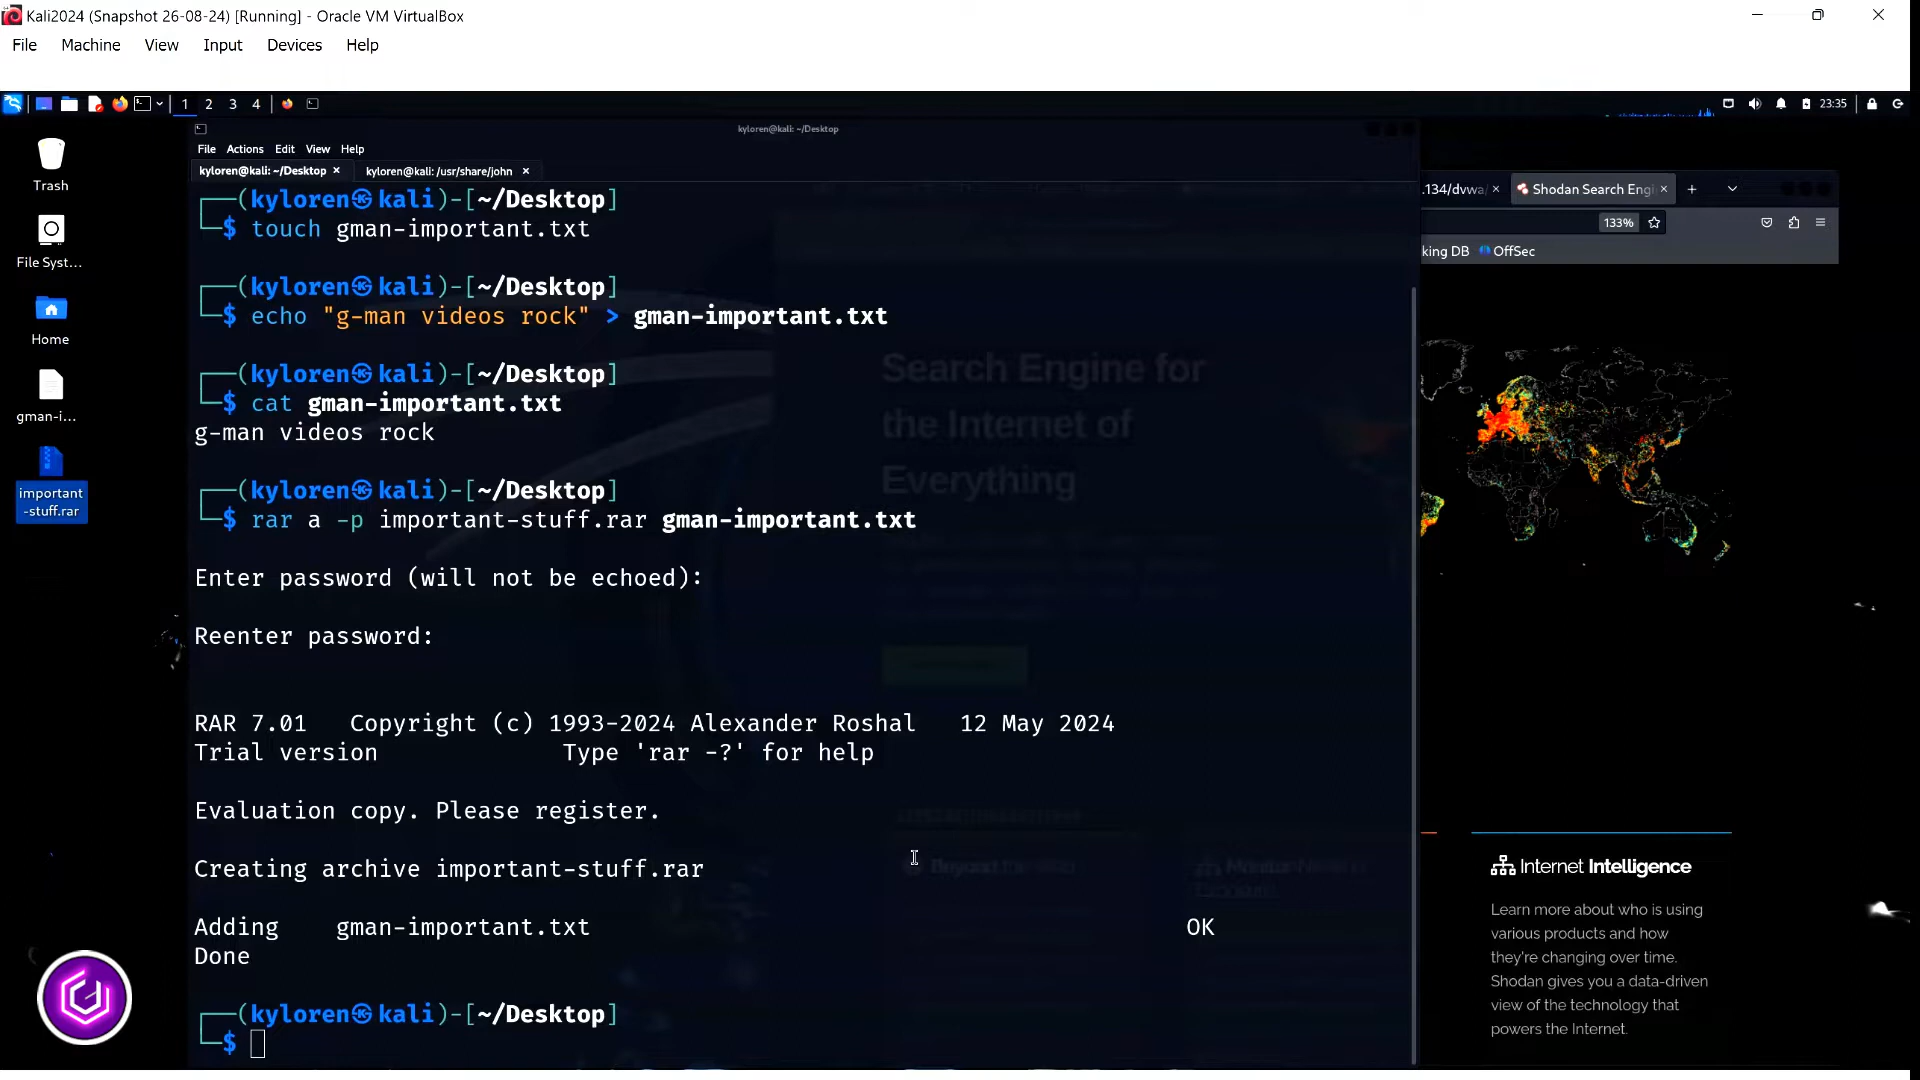 Kali2024 (Snapshot 26-08-24) [Running] - Oracle VM VirtualBox
File Machine View Input Devices Help
1 2 3 4
23:35
kyloren@kali: ~/Desktop
File Actions Edit View Help
kyloren@kali: ~/Desktop × kyloren@kali: /usr/share/john ×
Trash
File Syst...
Home
gman-i...
important
-stuff.rar
┌──(kyloren㉿kali)-[~/Desktop]
└─$ touch gman-important.txt
┌──(kyloren㉿kali)-[~/Desktop]
└─$ echo "g-man videos rock" > gman-important.txt
┌──(kyloren㉿kali)-[~/Desktop]
└─$ cat gman-important.txt
g-man videos rock
┌──(kyloren㉿kali)-[~/Desktop]
└─$ rar a -p important-stuff.rar gman-important.txt
Enter password (will not be echoed):
Reenter password:
RAR 7.01 Copyright (c) 1993-2024 Alexander Roshal 12 May 2024
Trial version Type 'rar -?' for help
Evaluation copy. Please register.
Creating archive important-stuff.rar
Adding gman-important.txt OK
Done
┌──(kyloren㉿kali)-[~/Desktop]
└─$
Search Engine for
the Internet of
Everything
.134/dvwa/ × Shodan Search Engi ×
133%
king DB OffSec
Internet Intelligence
Learn more about who is using
various products and how
they're changing over time.
Shodan gives you a data-driven
view of the technology that
powers the Internet.